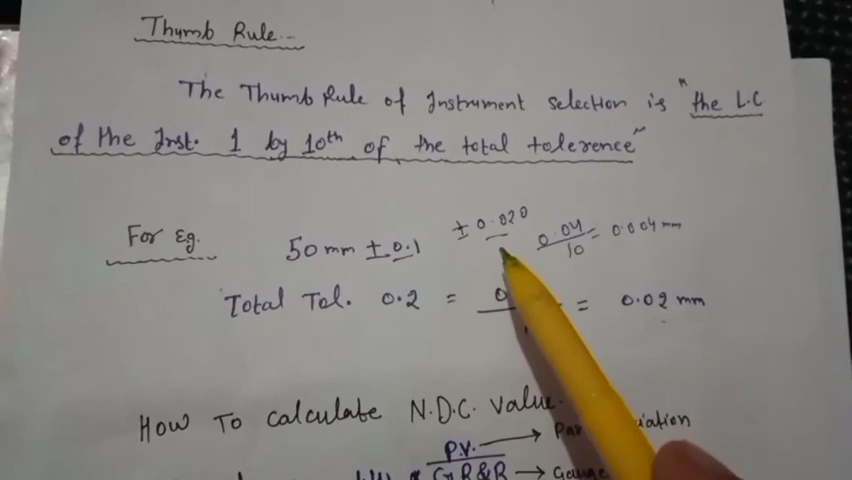 Thumb Rule...
The Thumb Rule of Instrument selection is "the L.C
of the Inst. 1 by 10th of the total tolerence"
For Eg. 50 mm ± 0.1 ± 0.020 0.04/10 = 0.004 mm
Total Tol. 0.2 = 0 = 0.02 mm
How To calculate N.D.C. value.
P.V. → iation
G R&R → Gauge